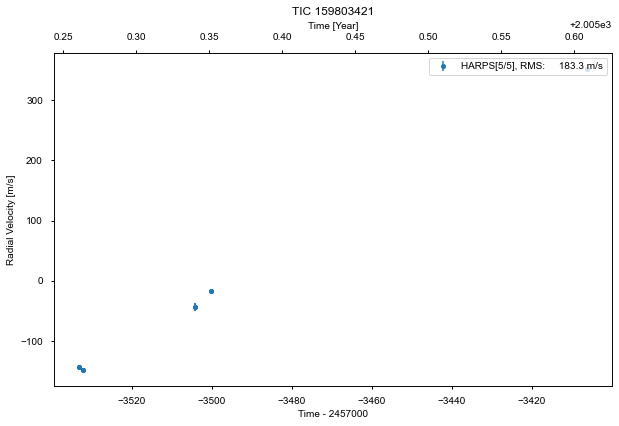 TIC 159803421
Time [Year]
+2.005e3
0.25 0.30 0.35 0.40 0.45 0.50 0.55 0.60
HARPS[5/5], RMS: 183.3 m/s
300
200
100
0
−100
Radial Velocity [m/s]
−3520 −3500 −3480 −3460 −3440 −3420
Time - 2457000